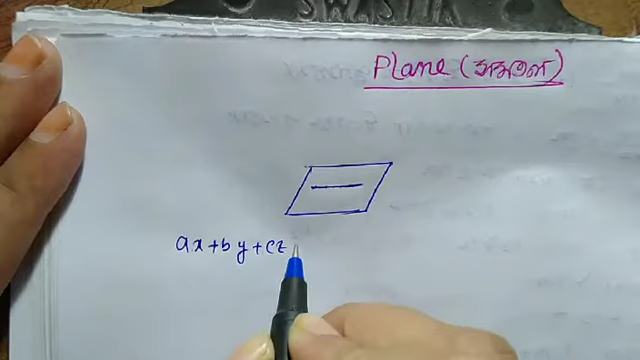 SWASTIK
Plane (সমতল)
ax+by+cz